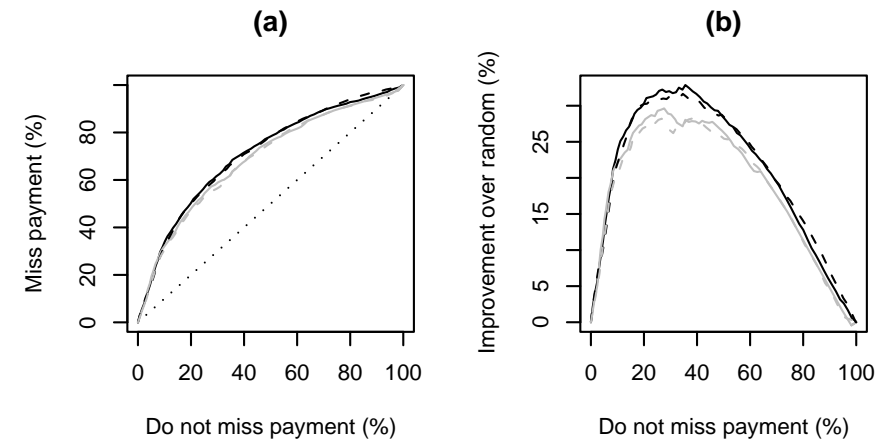 (a)
Miss payment (%)
0 20 40 60 80
0 20 40 60 80 100
Do not miss payment (%)
(b)
Improvement over random (%)
0 5 15 25
0 20 40 60 80 100
Do not miss payment (%)